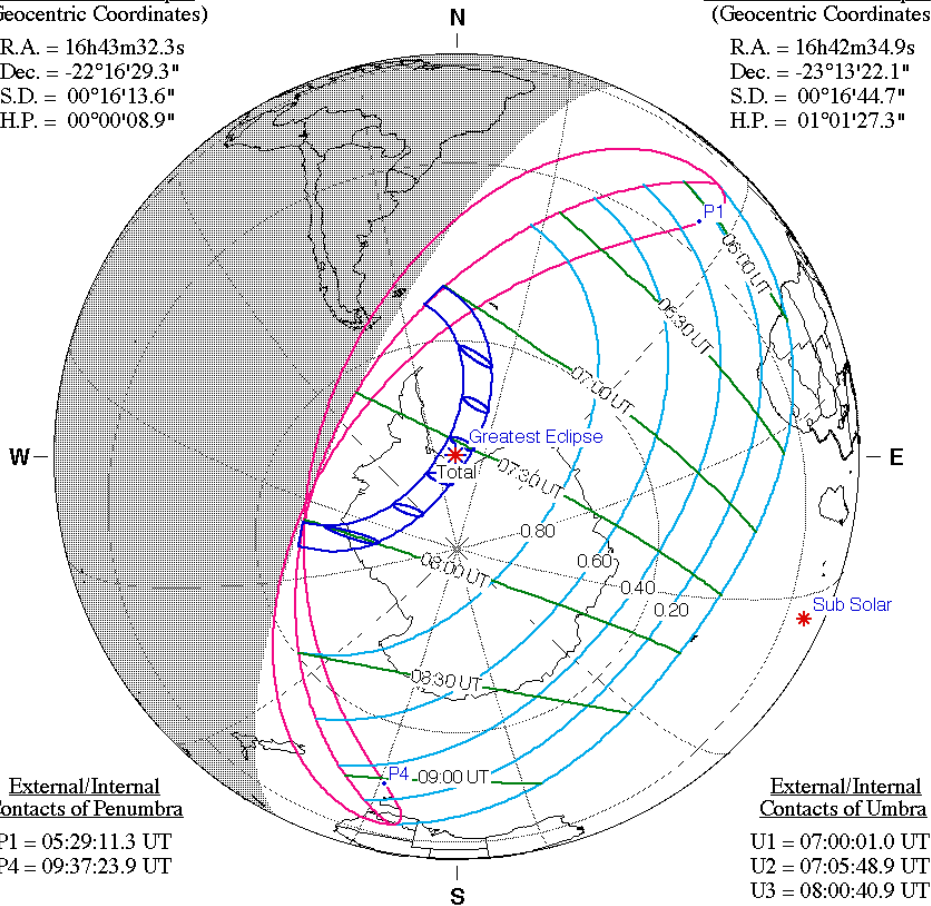 (Geocentric Coordinates)
R.A. = 16h43m32.3s
Dec. = -22°16'29.3"
S.D. = 00°16'13.6"
H.P. = 00°00'08.9"
N
(Geocentric Coordinates
R.A. = 16h42m34.9s
Dec. = -23°13'22.1"
S.D. = 00°16'44.7"
H.P. = 01°01'27.3"
P1
06:00 UT
06:30 UT
07:00 UT
Greatest Eclipse
W
E
Total
07:30 UT
0.80
08:00 UT
0.60
0.40
0.20
Sub Solar
08:30 UT
P4
09:00 UT
External/Internal
Contacts of Penumbra
P1 = 05:29:11.3 UT
P4 = 09:37:23.9 UT
S
External/Internal
Contacts of Umbra
U1 = 07:00:01.0 UT
U2 = 07:05:48.9 UT
U3 = 08:00:40.9 UT